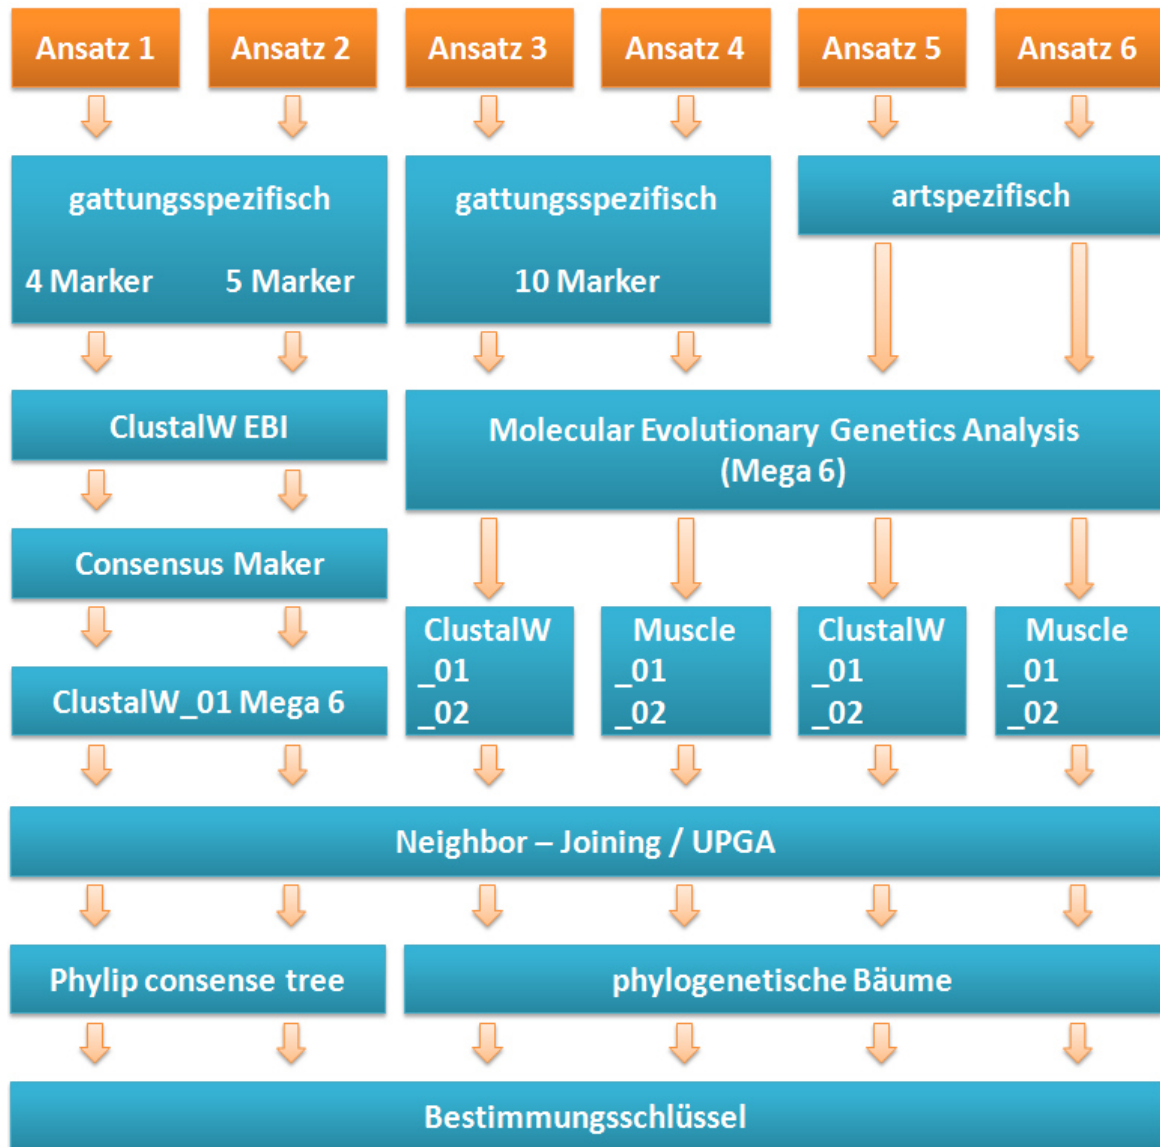 Ansatz 1
Ansatz 2
Ansatz 3
Ansatz 4
Ansatz 5
Ansatz 6
gattungsspezifisch
4 Marker
5 Marker
gattungsspezifisch
10 Marker
artspezifisch
ClustalW EBI
Molecular Evolutionary Genetics Analysis
(Mega 6)
Consensus Maker
ClustalW_01 Mega 6
ClustalW
_01
_02
Muscle
_01
_02
ClustalW
_01
_02
Muscle
_01
_02
Neighbor – Joining / UPGA
Phylip consense tree
phylogenetische Bäume
Bestimmungsschlüssel